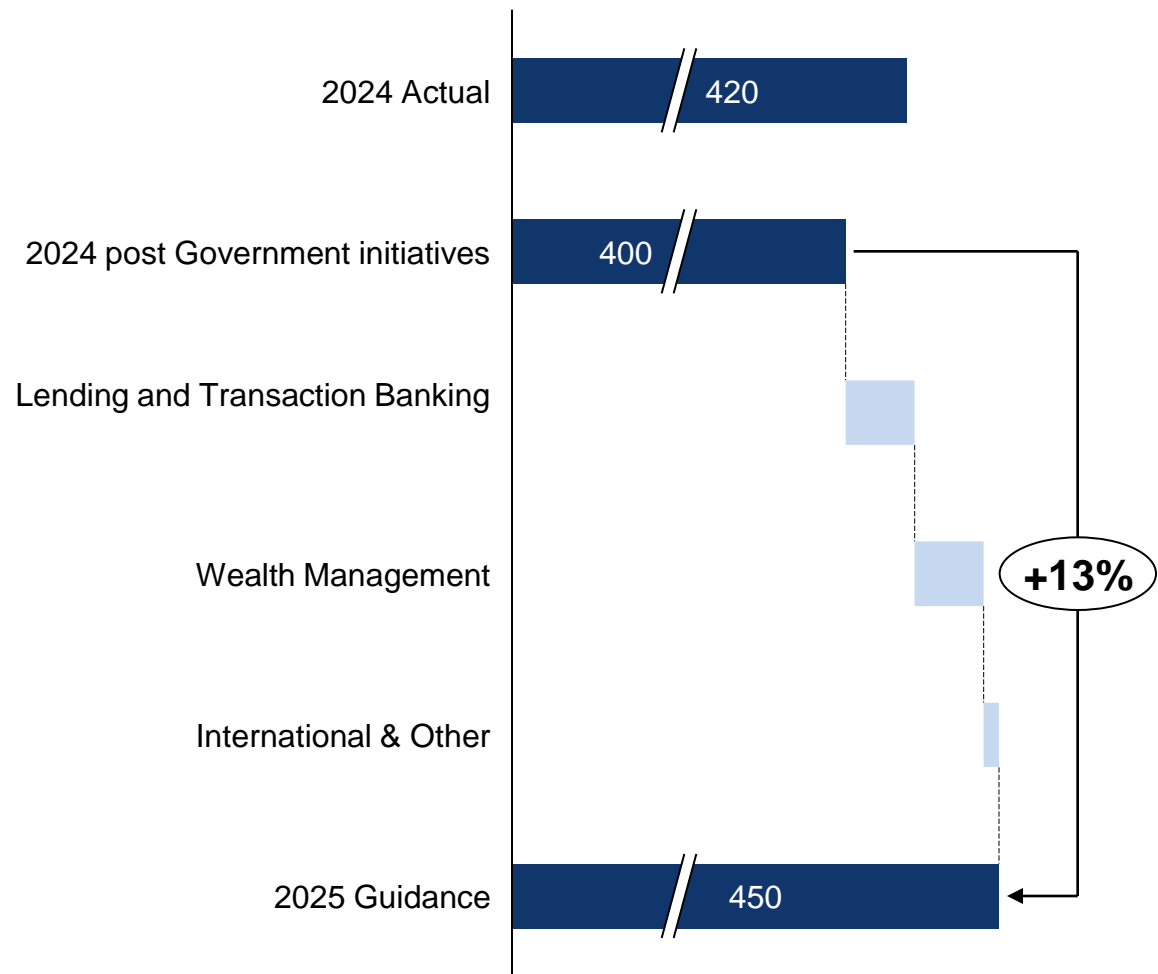 2024 Actual
420
2024 post Government initiatives
400
Lending and Transaction Banking
Wealth Management
+13%
International & Other
2025 Guidance
450